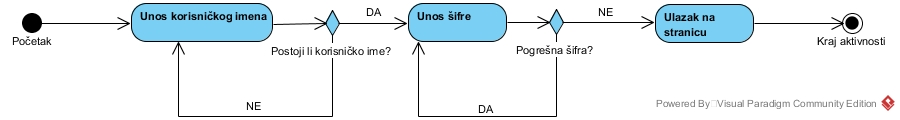 Početak
Unos korisničkog imena
Postoji li korisničko ime?
DA
NE
Unos šifre
Pogrešna šifra?
NE
DA
Ulazak na
stranicu
Kraj aktivnosti
Powered By Visual Paradigm Community Edition